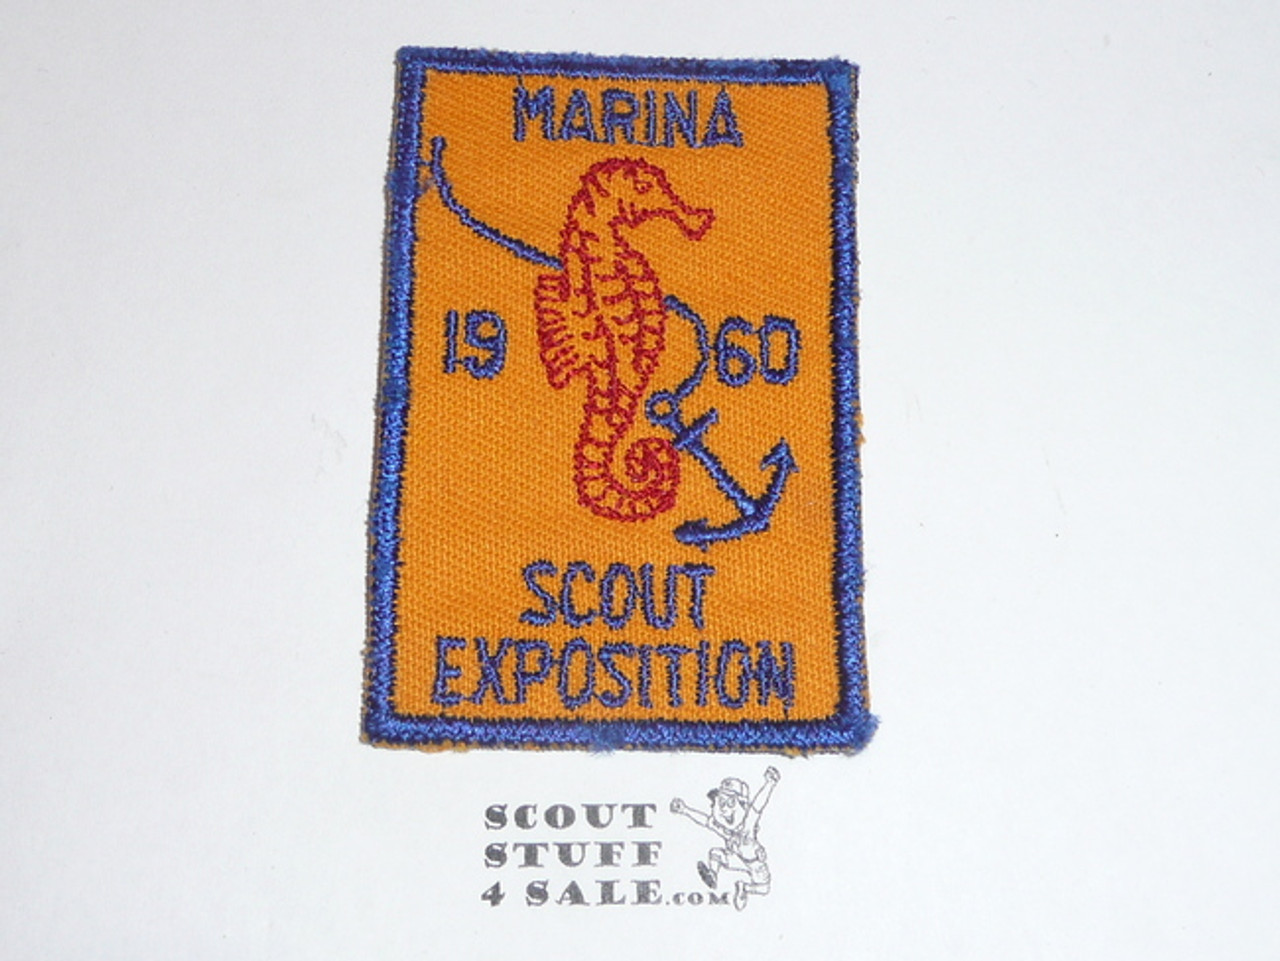 MARINA
19 60
SCOUT
EXPOSITION
SCOUT
STUFF
4 SALE.COM